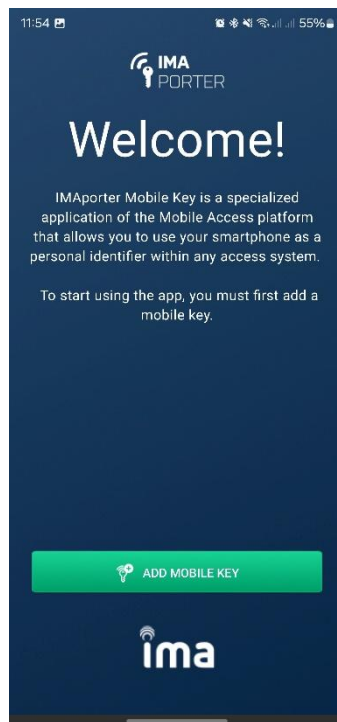 11:54 55%
IMA
PORTER
Welcome!
IMAporter Mobile Key is a specialized
application of the Mobile Access platform
that allows you to use your smartphone as a
personal identifier within any access system.
To start using the app, you must first add a
mobile key.
ADD MOBILE KEY
ima